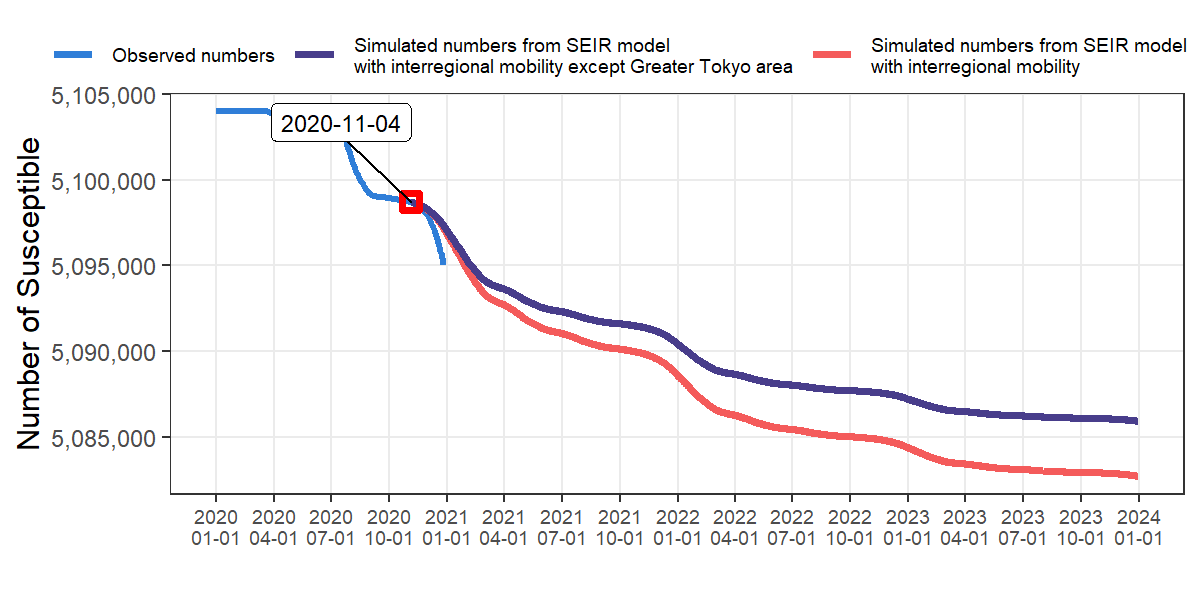 Observed numbers
Simulated numbers from SEIR model
with interregional mobility except Greater Tokyo area
Simulated numbers from SEIR model
with interregional mobility
Number of Susceptible
5,105,000
5,100,000
5,095,000
5,090,000
5,085,000
2020-11-04
2020 2020 2020 2020 2021 2021 2021 2021 2022 2022 2022 2022 2023 2023 2023 2023 2024
01-01 04-01 07-01 10-01 01-01 04-01 07-01 10-01 01-01 04-01 07-01 10-01 01-01 04-01 07-01 10-01 01-01